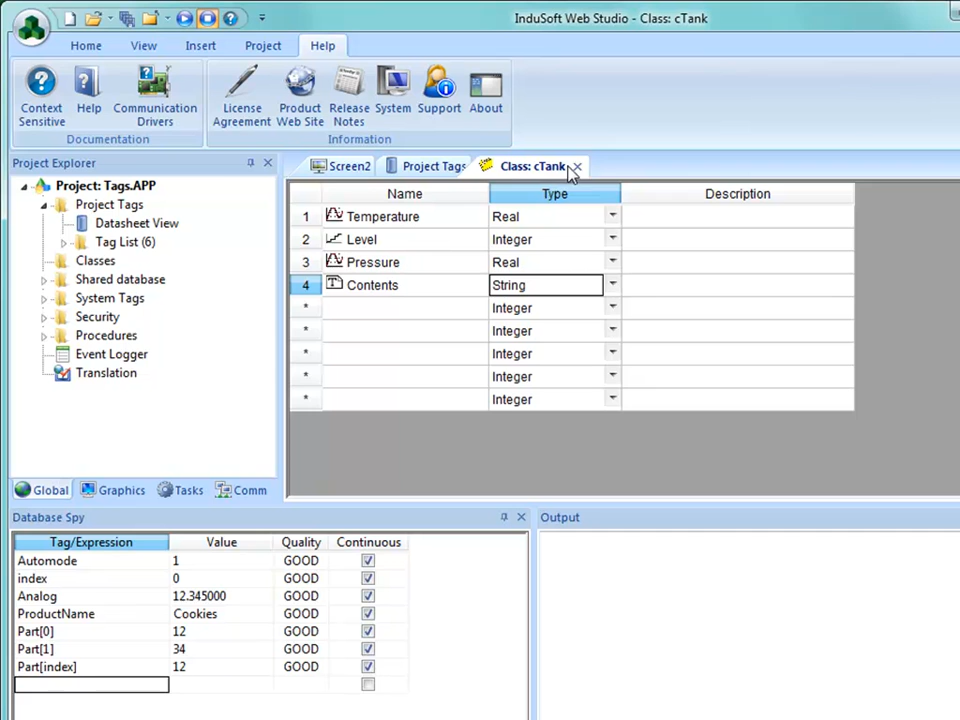 InduSoft Web Studio - Class: cTank
Home View Insert Project Help
Context Sensitive
Help
Communication Drivers
License Agreement
Product Web Site
Release Notes
System
Support
About
Documentation
Information
Project Explorer
Screen2
Project Tags
Class: cTank
Project: Tags.APP
Project Tags
Datasheet View
Tag List (6)
Classes
Shared database
System Tags
Security
Procedures
Event Logger
Translation
Name Type Description
1 Temperature Real
2 Level Integer
3 Pressure Real
4 Contents String
* Integer
* Integer
* Integer
* Integer
* Integer
Global Graphics Tasks Comm
Database Spy
Tag/Expression Value Quality Continuous
Automode 1 GOOD
index 0 GOOD
Analog 12.345000 GOOD
ProductName Cookies GOOD
Part[0] 12 GOOD
Part[1] 34 GOOD
Part[index] 12 GOOD
Output